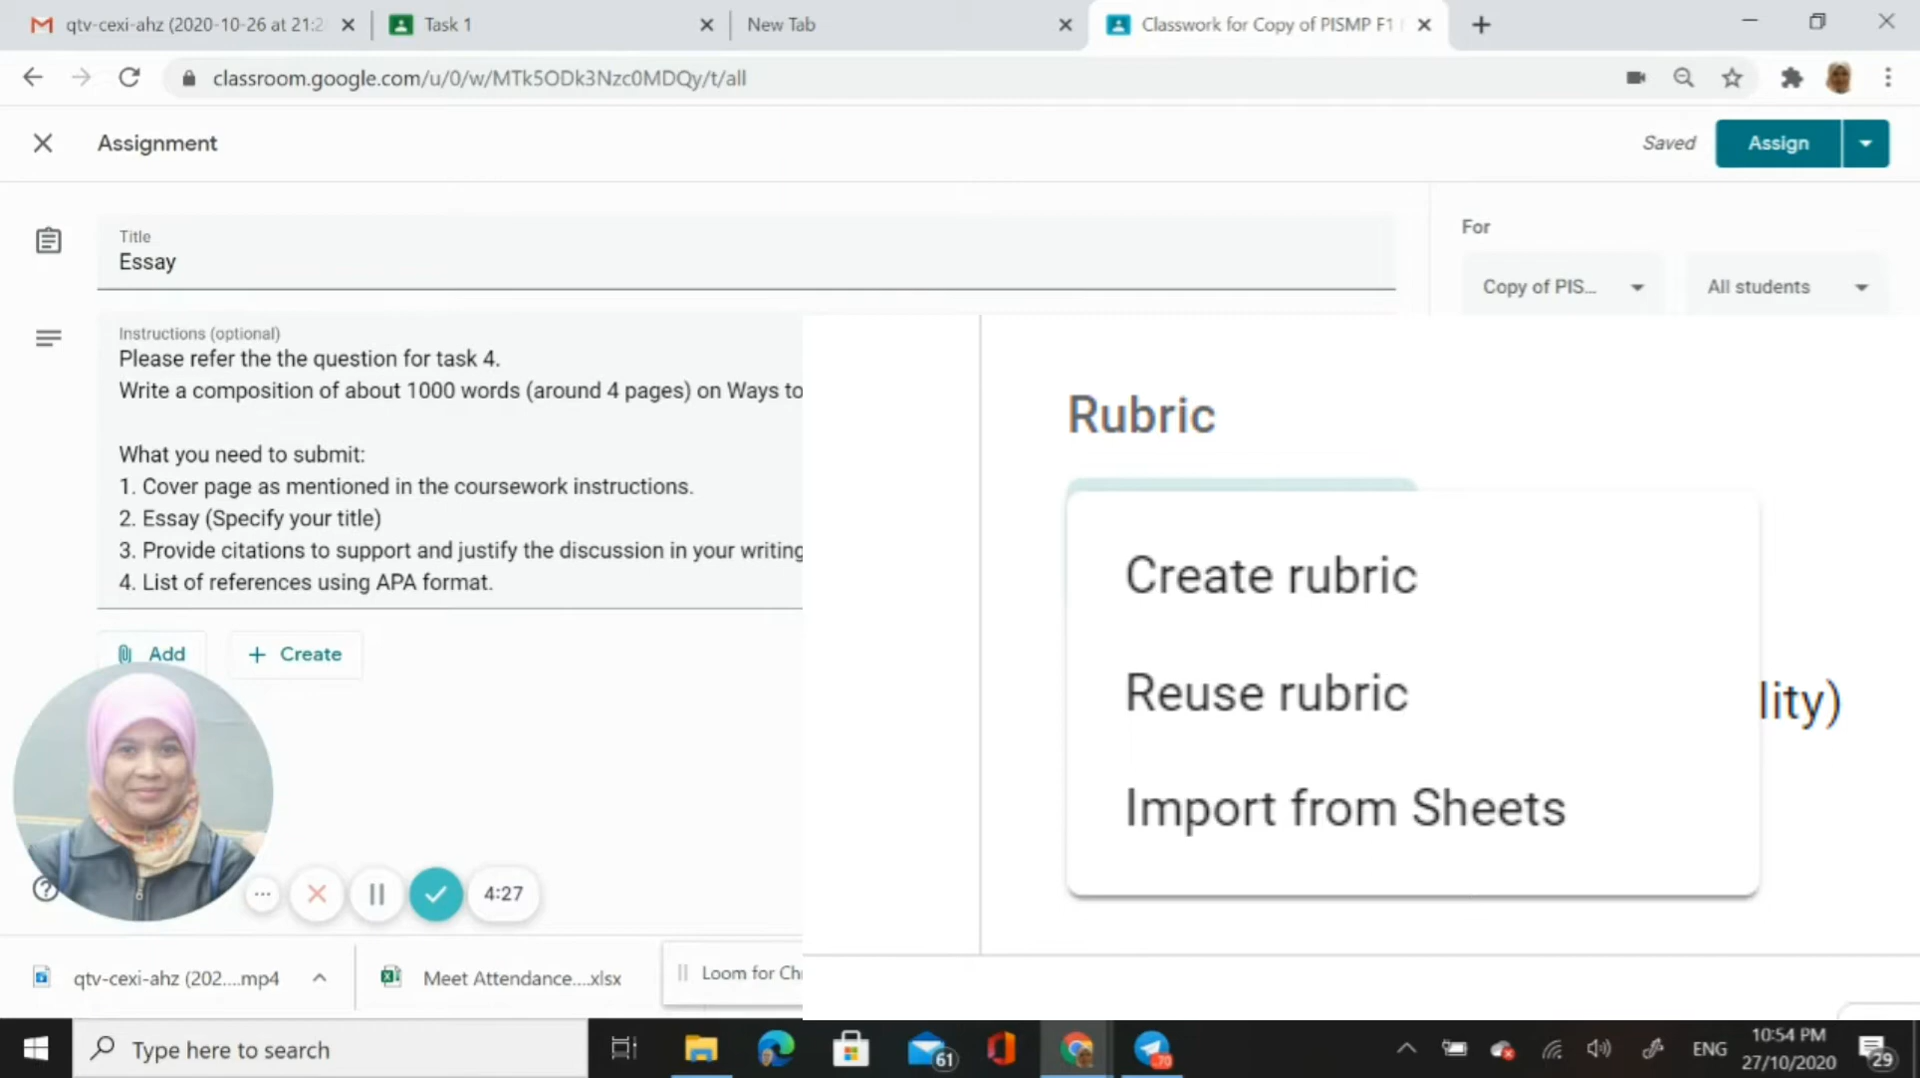 qtv-cexi-ahz (2020-10-26 at 21:2
Task 1
New Tab
Classwork for Copy of PISMP F1
classroom.google.com/u/0/w/MTk5ODk3Nzc0MDQy/t/all
Assignment
Saved
Assign
Title
Essay
For
Copy of PIS...
All students
Instructions (optional)
Please refer the the question for task 4.
Write a composition of about 1000 words (around 4 pages) on Ways to
What you need to submit:
1. Cover page as mentioned in the coursework instructions.
2. Essay (Specify your title)
3. Provide citations to support and justify the discussion in your writing
4. List of references using APA format.
Rubric
Create rubric
Reuse rubric
lity)
Import from Sheets
Add
Create
4:27
qtv-cexi-ahz (202....mp4
Meet Attendance....xlsx
Loom for Ch
Type here to search
61
70
ENG
10:54 PM
27/10/2020
29